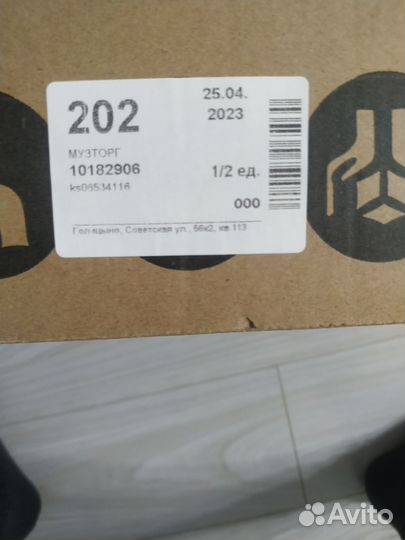 202
25.04.
2023
МУЗТОРГ
10182906
1/2 ед.
ks06534116
000
Голицыно, Советская ул., 56к2, кв.113
Avito